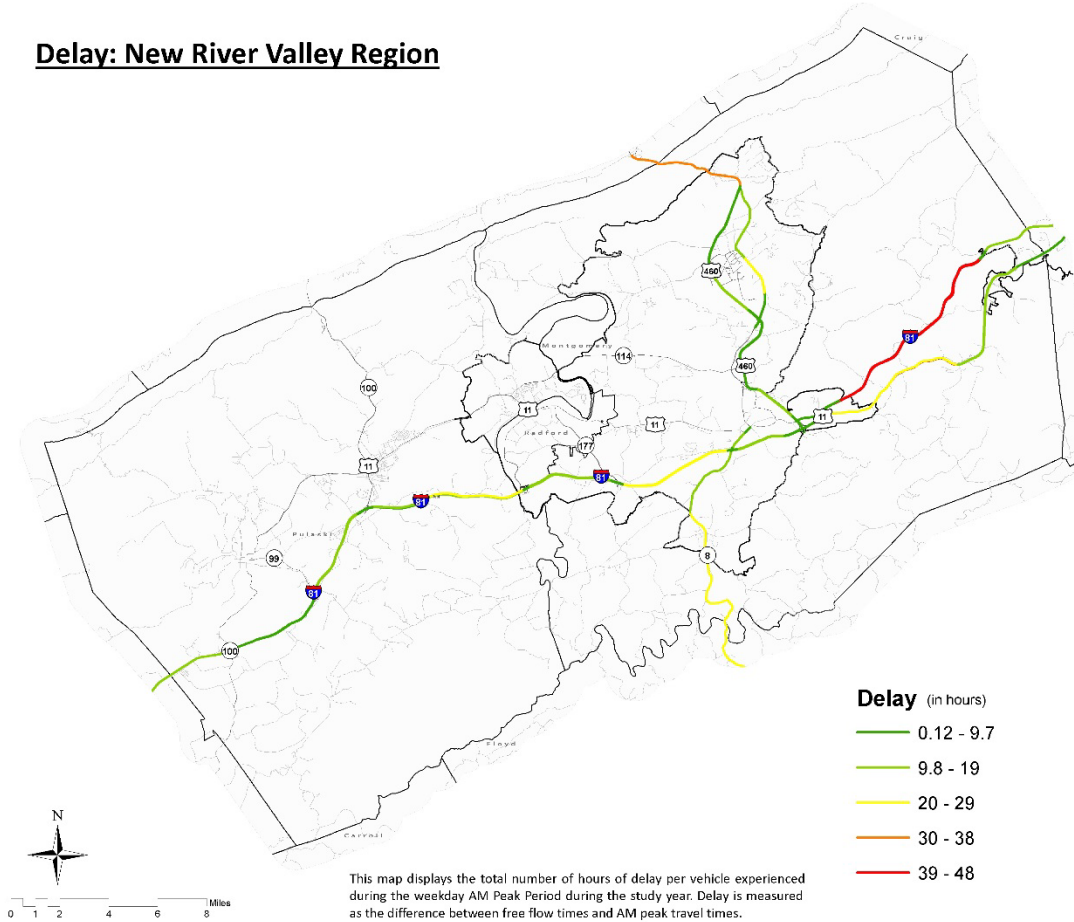 Delay: New River Valley Region
Craig
460
81
Montgomery
114
460
100
11
11
Radford
11
177
11
81
81
Pulaski
99
8
81
100
Floyd
Delay (in hours)
0.12 - 9.7
9.8 - 19
20 - 29
30 - 38
39 - 48
N
Carroll
Miles
0 1 2 4 6 8
This map displays the total number of hours of delay per vehicle experienced
during the weekday AM Peak Period during the study year. Delay is measured
as the difference between free flow times and AM peak travel times.